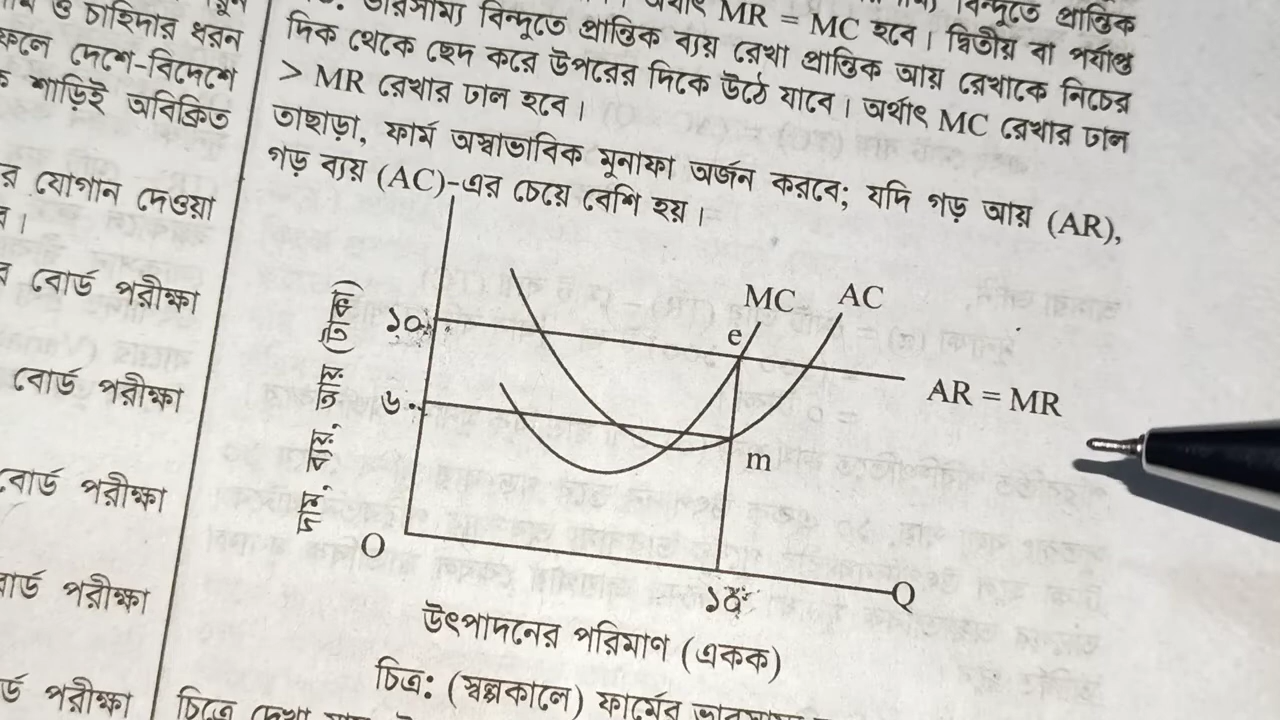 ও চাহিদার ধরন
ফলে দেশে-বিদেশে
শাড়িই অবিক্রিত
র যোগান দেওয়া
র বোর্ড পরীক্ষা
বোর্ড পরীক্ষা
বোর্ড পরীক্ষা
বোর্ড পরীক্ষা
র্ড পরীক্ষা
ভারসাম্য বিন্দুতে প্রান্তিক ব্যয় রেখা প্রান্তিক আয় রেখাকে নিচের
অর্থাৎ MR = MC হবে। দ্বিতীয় বা পর্যাপ্ত
বিন্দুতে প্রান্তিক
দিক থেকে ছেদ করে উপরের দিকে উঠে যাবে। অর্থাৎ MC রেখার ঢাল
> MR রেখার ঢাল হবে।
তাছাড়া, ফার্ম অস্বাভাবিক মুনাফা অর্জন করবে; যদি গড় আয় (AR),
গড় ব্যয় (AC)-এর চেয়ে বেশি হয়।
দাম, ব্যয়, আয় (টাকা)
১০
৬
MC
AC
e
AR = MR
m
O
১৫
Q
উৎপাদনের পরিমাণ (একক)
চিত্র: (স্বল্পকালে) ফার্মের ভারসাম্য
চিত্রে দেখা যায়